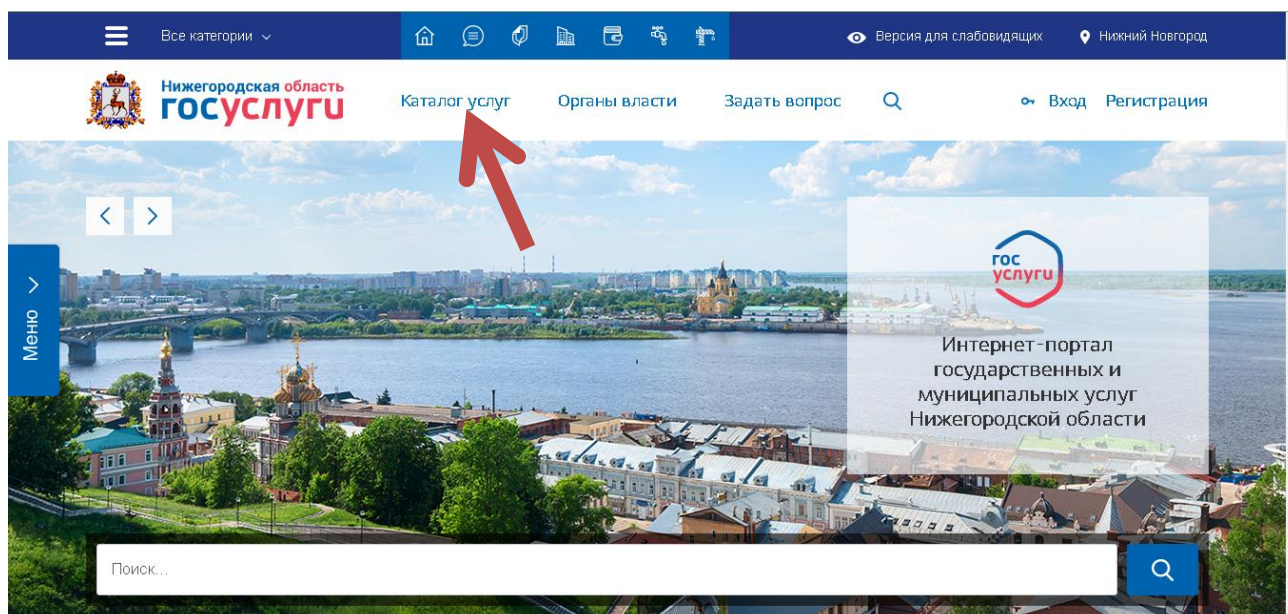 Все категории
Версия для слабовидящих
Нижний Новгород
Нижегородская область
госуслуги
Каталог услуг
Органы власти
Задать вопрос
Вход
Регистрация
Меню
гос
услуги
Интернет-портал
государственных и
муниципальных услуг
Нижегородской области
Поиск...